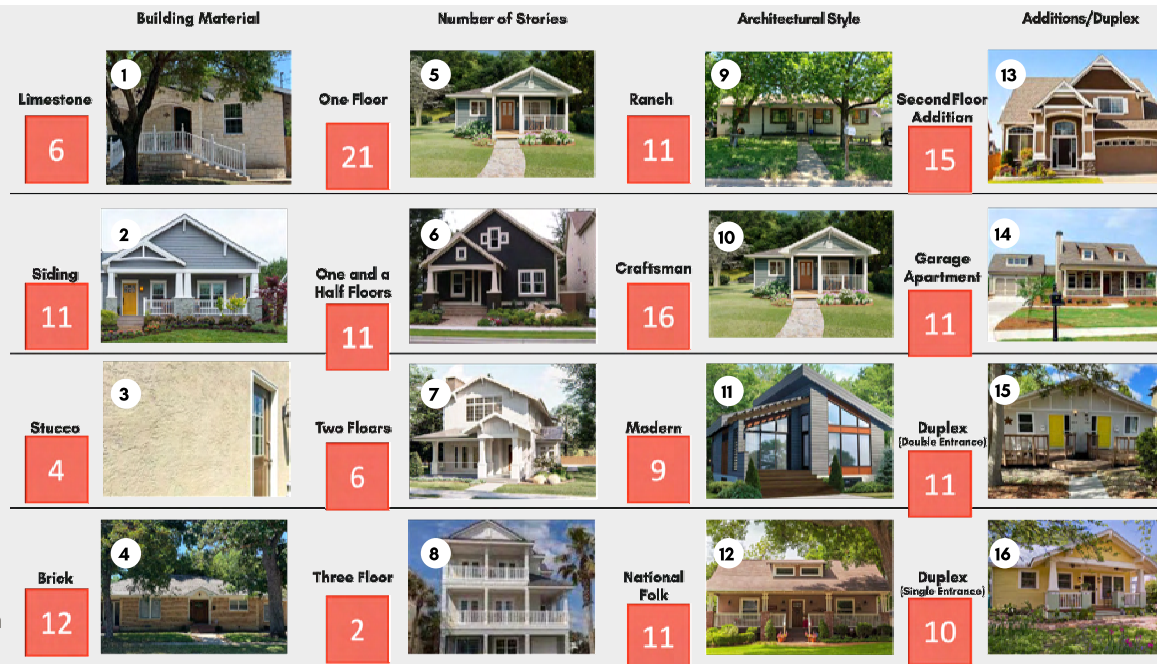 Building Material
Number of Stories
Architectural Style
Additions/Duplex
1
Limestone
6
5
One Floor
21
9
Ranch
11
13
Second Floor
Addition
15
2
Siding
11
6
One and a
Half Floors
11
10
Craftsman
16
14
Garage
Apartment
11
3
Stucco
4
7
Two Floors
6
11
Modern
9
15
Duplex
(Double Entrance)
11
4
Brick
12
8
Three Floor
2
12
National
Folk
11
16
Duplex
(Single Entrance)
10